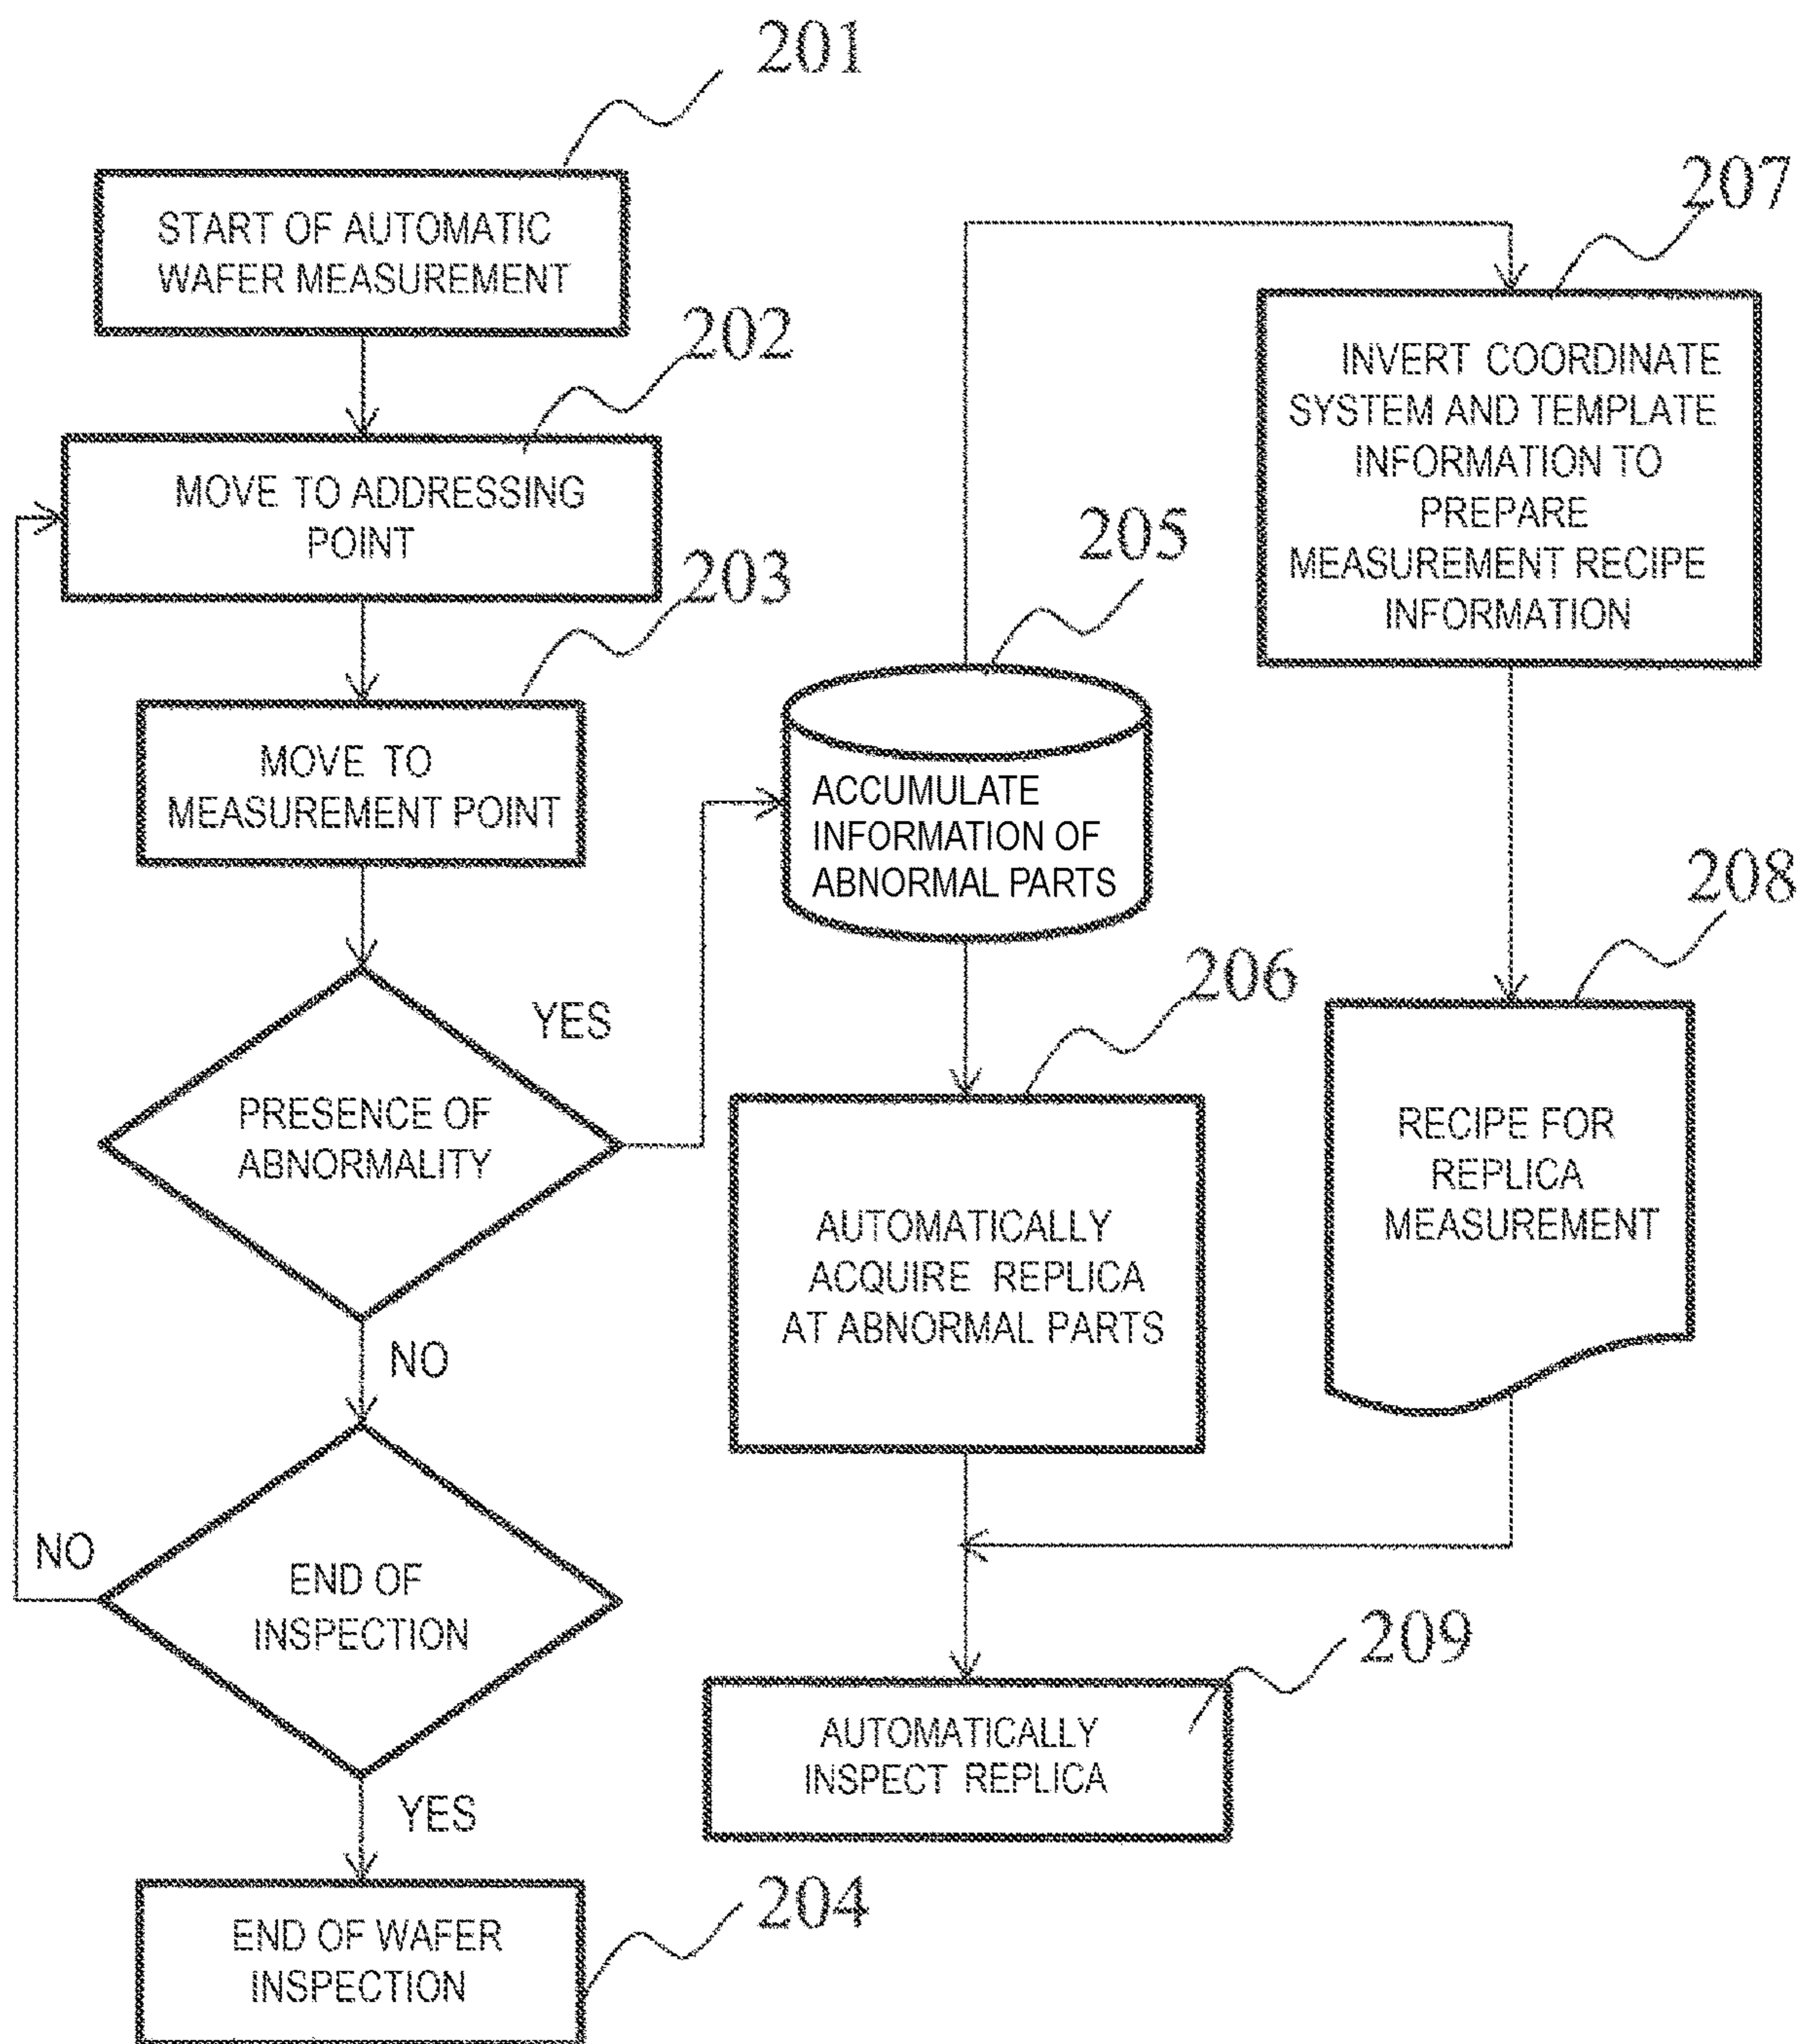 201
START OF AUTOMATIC
WAFER MEASUREMENT
202
MOVE TO ADDRESSING
POINT
203
MOVE TO
MEASUREMENT POINT
YES
PRESENCE OF
ABNORMALITY
NO
NO
END OF
INSPECTION
YES
204
END OF WAFER
INSPECTION
205
ACCUMULATE
INFORMATION OF
ABNORMAL PARTS
206
AUTOMATICALLY
ACQUIRE REPLICA
AT ABNORMAL PARTS
207
INVERT COORDINATE
SYSTEM AND TEMPLATE
INFORMATION TO
PREPARE
MEASUREMENT RECIPE
INFORMATION
208
RECIPE FOR
REPLICA
MEASUREMENT
209
AUTOMATICALLY
INSPECT REPLICA